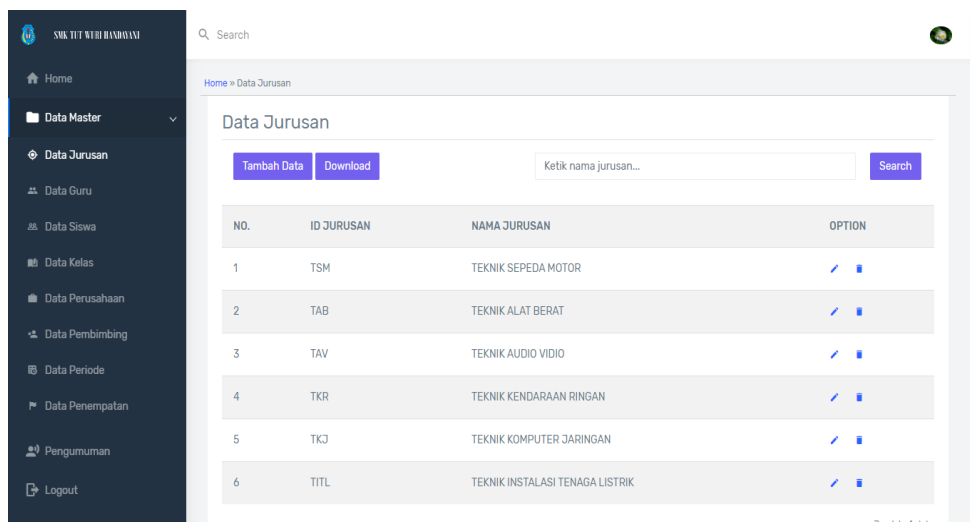 SMK TUT WURI HANDAYANI
Search
Home
Data Master
Data Jurusan
Data Guru
Data Siswa
Data Kelas
Data Perusahaan
Data Pembimbing
Data Periode
Data Penempatan
Pengumuman
Logout
Home » Data Jurusan
Data Jurusan
Tambah Data Download Ketik nama jurusan... Search
NO. ID JURUSAN NAMA JURUSAN OPTION
1 TSM TEKNIK SEPEDA MOTOR
2 TAB TEKNIK ALAT BERAT
3 TAV TEKNIK AUDIO VIDIO
4 TKR TEKNIK KENDARAAN RINGAN
5 TKJ TEKNIK KOMPUTER JARINGAN
6 TITL TEKNIK INSTALASI TENAGA LISTRIK